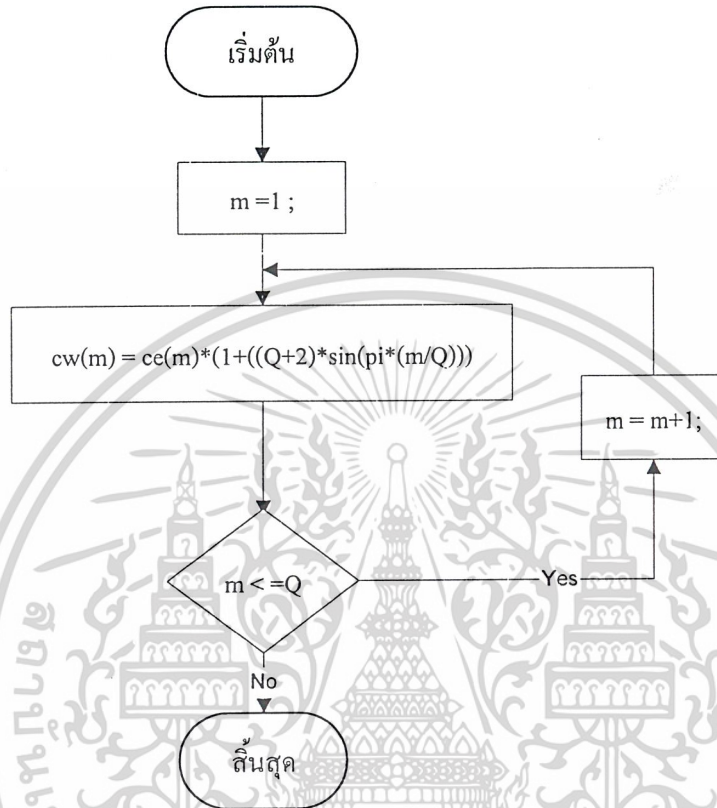 เริ่มต้น
m =1 ;
cw(m) = ce(m)*(1+((Q+2)*sin(pi*(m/Q)))
m = m+1;
m < =Q
Yes
No
สิ้นสุด